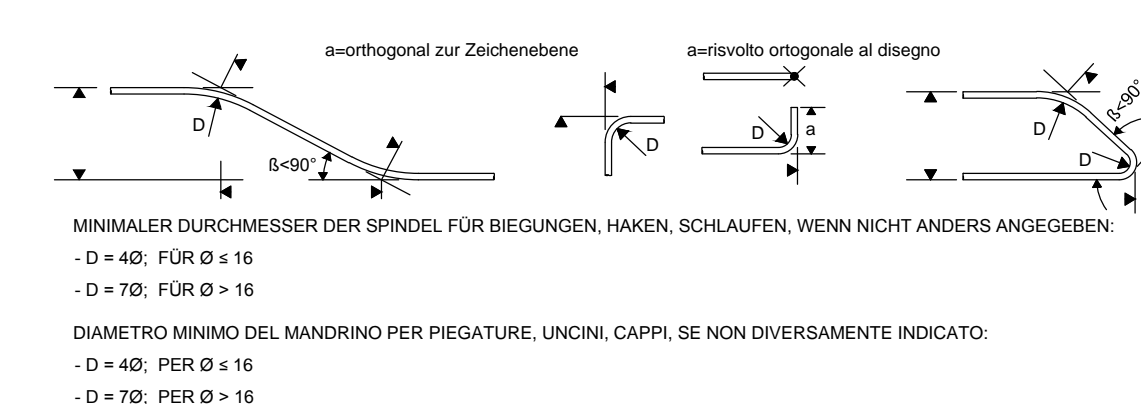 a=orthogonal zur Zeichenebene
a=risvolto ortogonale al disegno
D
ß<90°
D
D
a
D
ß<90°
D
MINIMALER DURCHMESSER DER SPINDEL FÜR BIEGUNGEN, HAKEN, SCHLAUFEN, WENN NICHT ANDERS ANGEGEBEN:
- D = 4Ø; FÜR Ø ≤ 16
- D = 7Ø; FÜR Ø > 16
DIAMETRO MINIMO DEL MANDRINO PER PIEGATURE, UNCINI, CAPPI, SE NON DIVERSAMENTE INDICATO:
- D = 4Ø; PER Ø ≤ 16
- D = 7Ø; PER Ø > 16